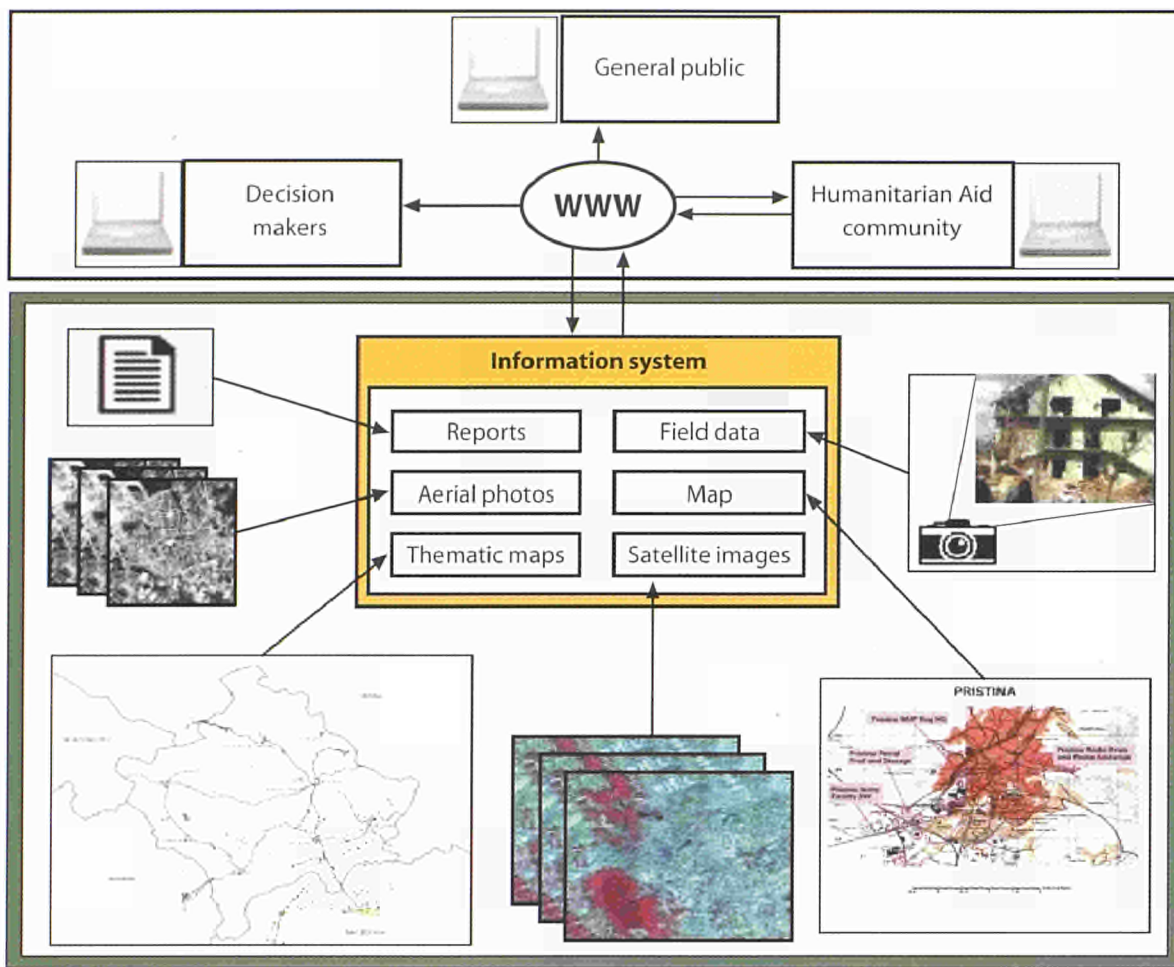 General public
Decision
makers
WWW
Humanitarian Aid
community
Information system
Reports
Field data
Aerial photos
Map
Thematic maps
Satellite images
PRISTINA